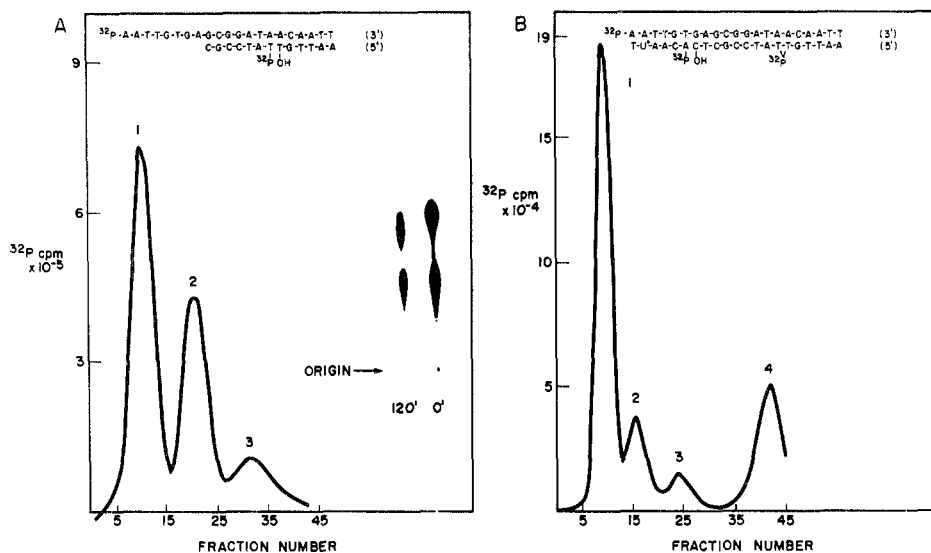 A
³²P-A-A-T-T-G-T-G-A-G-C-G-G-A-T-A-A-C-A-A-T-T (3')
C-G-C-C-T-A-T-T-G-T-T-A-A (5')
³²P OH
9
6
3
³²P cpm
x 10⁻⁵
1
2
3
ORIGIN
120' 0'
5 15 25 35 45
FRACTION NUMBER
B
³²P-A-A-T-T-G-T-G-A-G-C-G-G-A-T-A-A-C-A-A-T-T (3')
T-U*-A-A-C-A-C-T-C-G-C-C-T-A-T-T-G-T-T-A-A (5')
³²P OH ³²P
19
15
10
5
³²P cpm
x 10⁻⁴
1
2
3
4
5 15 25 35 45
FRACTION NUMBER